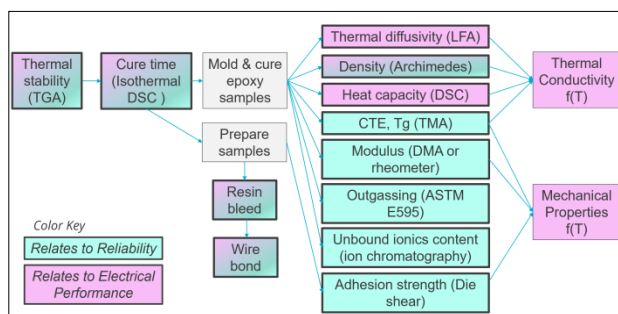 Thermal
stability
(TGA)
Cure time
(Isothermal
DSC )
Mold & cure
epoxy
samples
Prepare
samples
Resin
bleed
Wire
bond
Color Key
Relates to Reliability
Relates to Electrical
Performance
Thermal diffusivity (LFA)
Density (Archimedes)
Heat capacity (DSC)
CTE, Tg (TMA)
Modulus (DMA or
rheometer)
Outgassing (ASTM
E595)
Unbound ionics content
(ion chromatography)
Adhesion strength (Die
shear)
Thermal
Conductivity
f(T)
Mechanical
Properties
f(T)